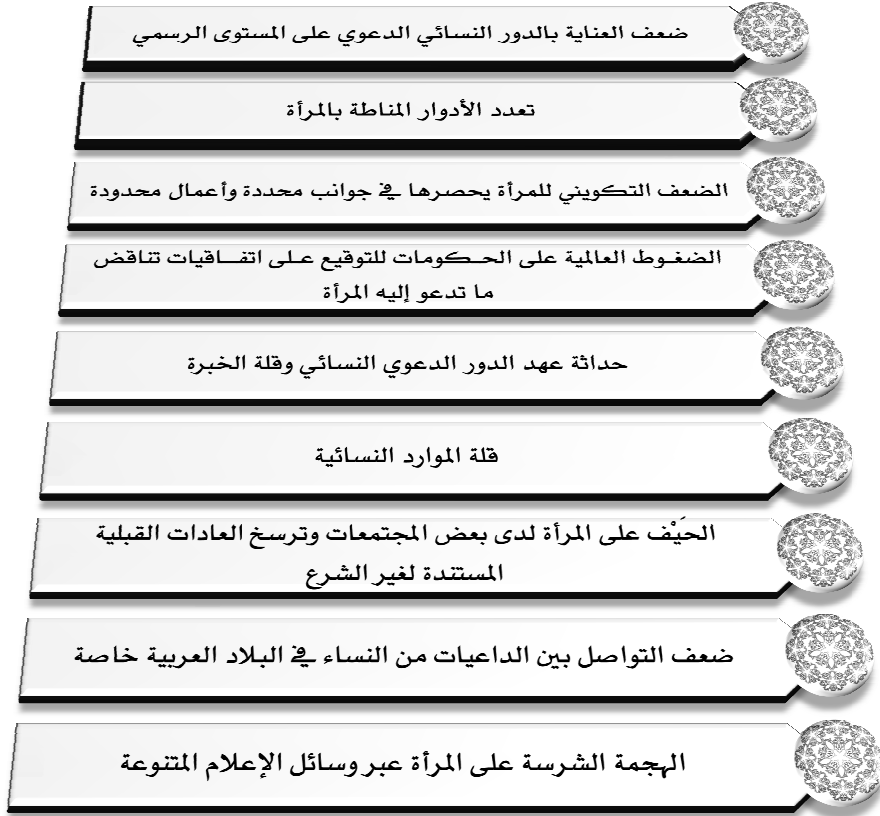 ضعف العناية بالدور النسائي الدعوي على المستوى الرسمي
تعدد الأدوار المناطة بالمرأة
الضعف التكويني للمرأة يحصرها في جوانب محددة وأعمال محدودة
الضغوط العالمية على الحكومات للتوقيع على اتفاقيات تناقض
ما تدعو إليه المرأة
حداثة عهد الدور الدعوي النسائي وقلة الخبرة
قلة الموارد النسائية
الحَيْف على المرأة لدى بعض المجتمعات وترسخ العادات القبلية
المستندة لغير الشرع
ضعف التواصل بين الداعيات من النساء في البلاد العربية خاصة
الهجمة الشرسة على المرأة عبر وسائل الإعلام المتنوعة